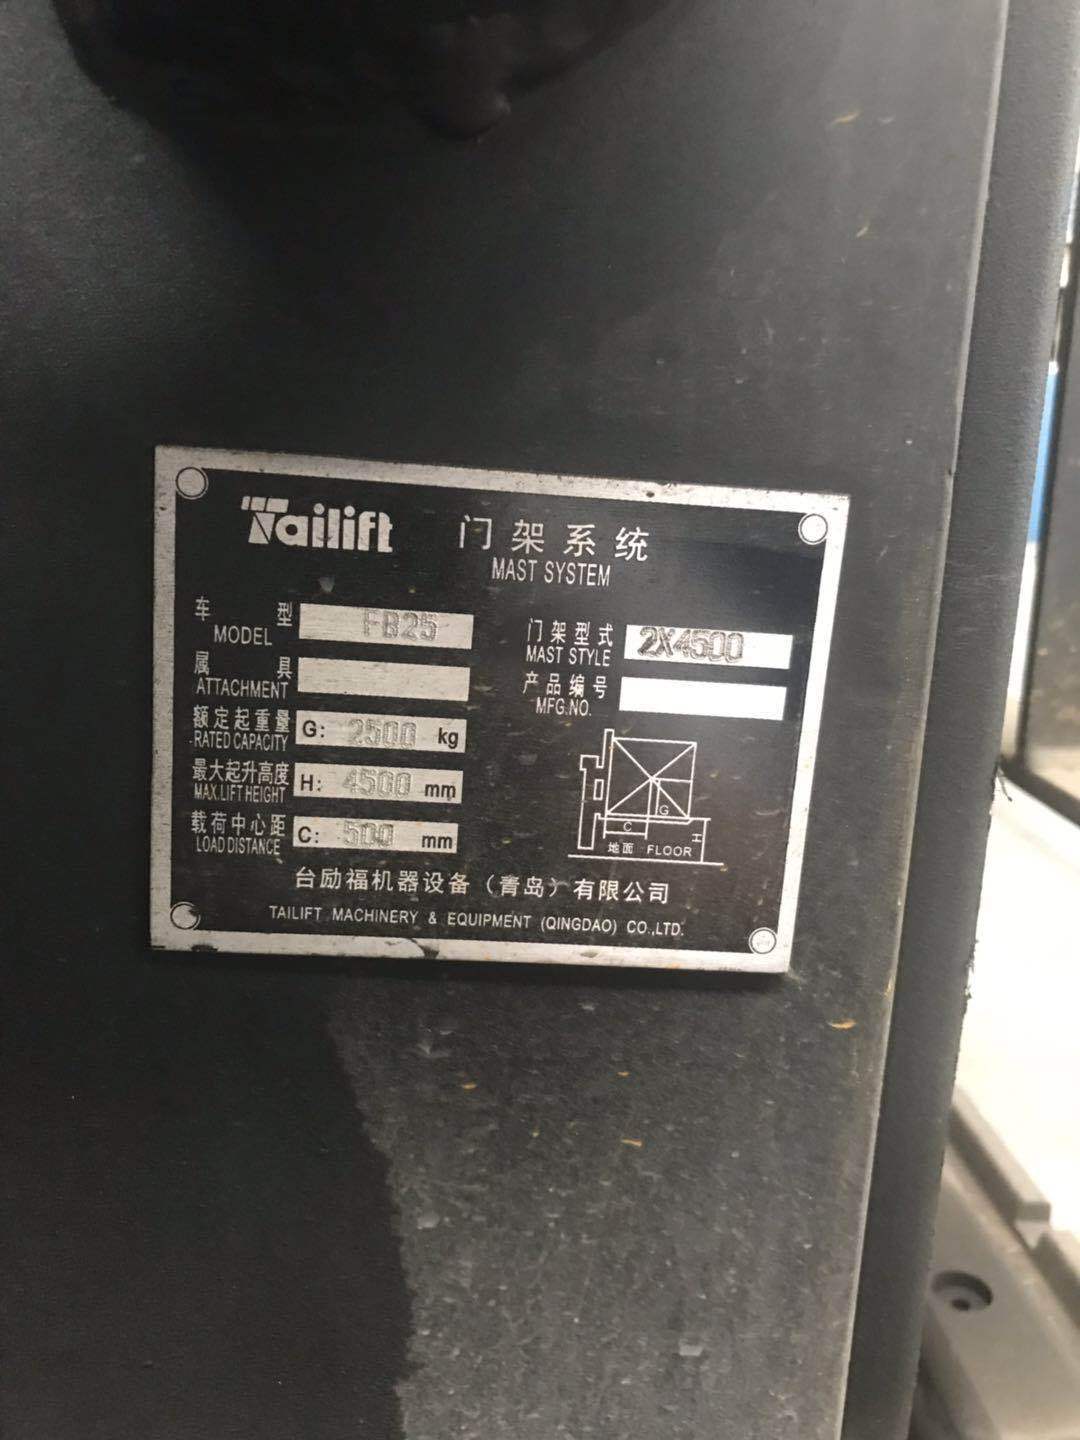 Tailift 门架系统
MAST SYSTEM
车型 MODEL FB25
门架型式 MAST STYLE 2X4500
属具 ATTACHMENT
产品编号 MFG.NO.
额定起重量 RATED CAPACITY G: 2500 kg
最大起升高度 MAX.LIFT HEIGHT H: 4500 mm
载荷中心距 LOAD DISTANCE C: 500 mm
G
C
H
地面 FLOOR
台励福机器设备（青岛）有限公司
TAILIFT MACHINERY & EQUIPMENT (QINGDAO) CO.,LTD.